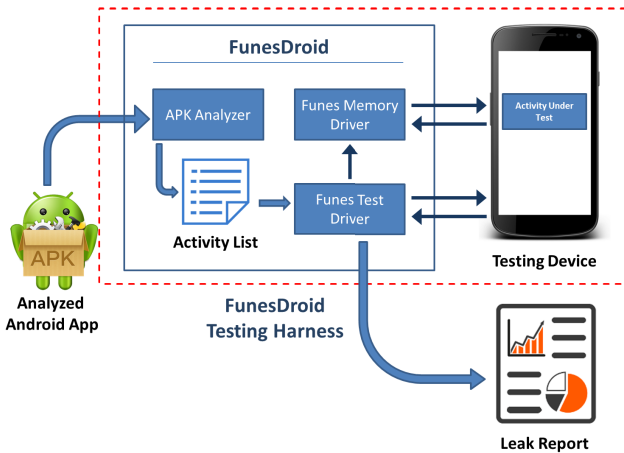 FunesDroid
APK Analyzer
Funes Memory
Driver
Activity Under
Test
Activity List
Funes Test
Driver
APK
Testing Device
Analyzed
Android App
FunesDroid
Testing Harness
Leak Report